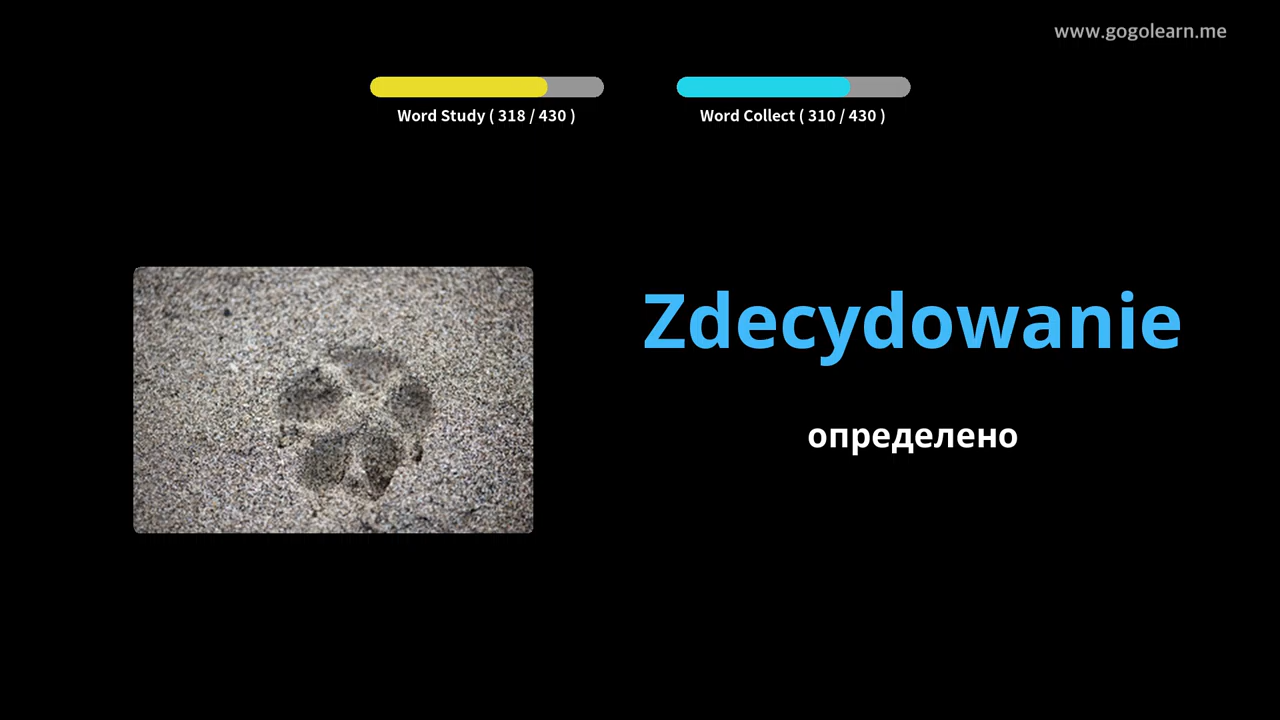 www.gogolearn.me
Word Study ( 318 / 430 )
Word Collect ( 310 / 430 )
Zdecydowanie
определено